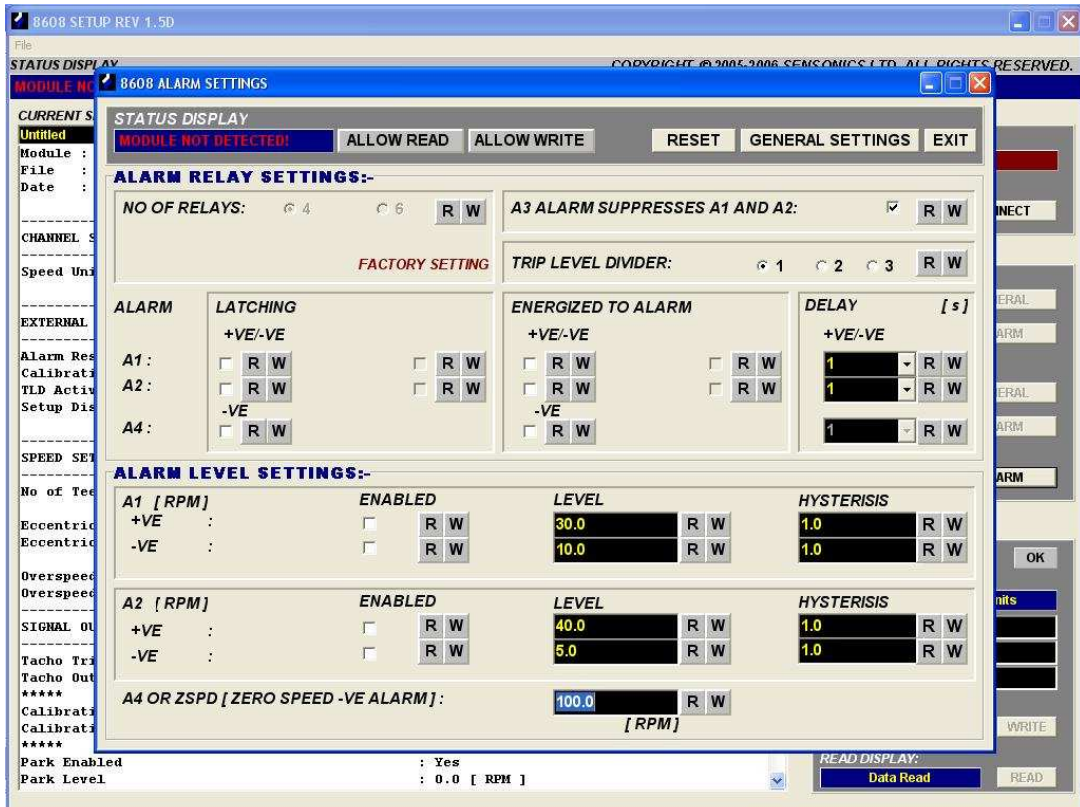 8608 SETUP REV 1.5D
File
STATUS DISPLAY COPYRIGHT © 2005-2006 SENSONICS LTD. ALL RIGHTS RESERVED.
MODULE NO
8608 ALARM SETTINGS
CURRENT S
STATUS DISPLAY
Untitled
MODULE NOT DETECTED! ALLOW READ ALLOW WRITE RESET GENERAL SETTINGS EXIT
Module :
File :
Date :
ALARM RELAY SETTINGS:-
NO OF RELAYS: 4 6 R W A3 ALARM SUPPRESSES A1 AND A2: R W
NNECT
CHANNEL S
FACTORY SETTING TRIP LEVEL DIVIDER: 1 2 3 R W
Speed Uni
ALARM LATCHING ENERGIZED TO ALARM DELAY [ s ]
ERAL
EXTERNAL
+VE/-VE +VE/-VE +VE/-VE
ARM
Alarm Res
A1 : R W R W R W R W 1 R W
Calibrati
TLD Activ
A2 : R W R W R W R W 1 R W
ERAL
Setup Dis
-VE -VE
A4 : R W R W 1 R W
ARM
SPEED SET
ALARM LEVEL SETTINGS:-
ARM
No of Tee
A1 [ RPM ] ENABLED LEVEL HYSTERISIS
Eccentric
+VE : R W 30.0 R W 1.0 R W
Eccentric
-VE : R W 10.0 R W 1.0 R W
OK
Overspeed
Overspeed
A2 [ RPM ] ENABLED LEVEL HYSTERISIS
nits
SIGNAL OU
+VE : R W 40.0 R W 1.0 R W
Tacho Tri
-VE : R W 5.0 R W 1.0 R W
Tacho Out
*****
A4 OR ZSPD [ ZERO SPEED -VE ALARM ] : 100.0 R W
Calibrati
Calibrati
[ RPM ]
WRITE
*****
Park Enabled : Yes
READ DISPLAY:
Park Level : 0.0 [ RPM ]
Data Read READ